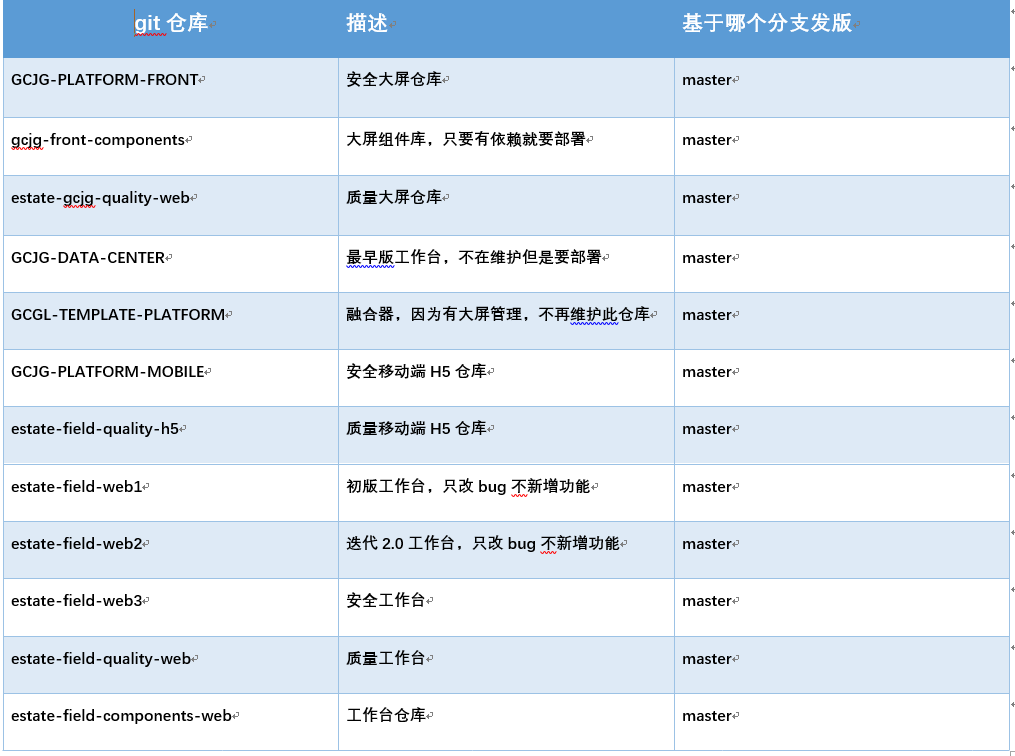 git 仓库 描述 基于哪个分支发版
GCJG-PLATFORM-FRONT 安全大屏仓库 master
gcjg-front-components 大屏组件库，只要有依赖就要部署 master
estate-gcjg-quality-web 质量大屏仓库 master
GCJG-DATA-CENTER 最早版工作台，不在维护但是要部署 master
GCGL-TEMPLATE-PLATFORM 融合器，因为有大屏管理，不再维护此仓库 master
GCJG-PLATFORM-MOBILE 安全移动端 H5 仓库 master
estate-field-quality-h5 质量移动端 H5 仓库 master
estate-field-web1 初版工作台，只改 bug 不新增功能 master
estate-field-web2 迭代 2.0 工作台，只改 bug 不新增功能 master
estate-field-web3 安全工作台 master
estate-field-quality-web 质量工作台 master
estate-field-components-web 工作台仓库 master